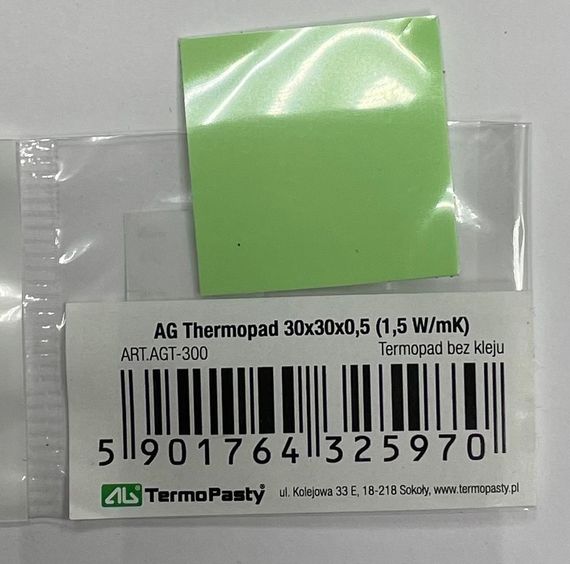 AG Thermopad 30x30x0,5 (1,5 W/mK)
ART.AGT-300 Termopad bez kleju
5 901764 325970
AG TermoPasty® ul. Kolejowa 33 E, 18-218 Sokoły, www.termopasty.pl